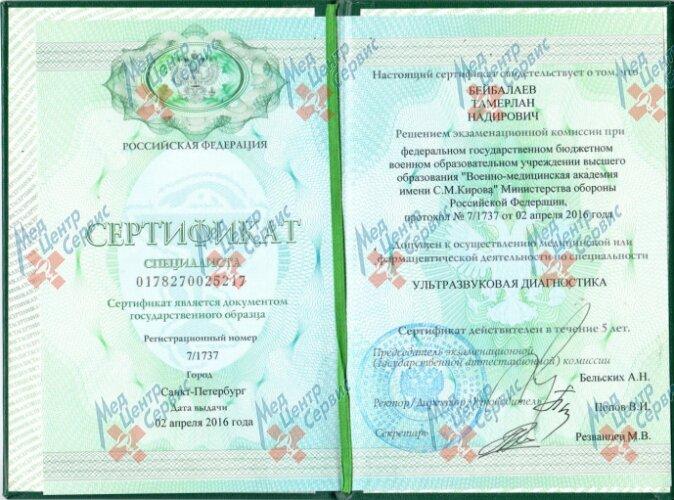 РОССИЙСКАЯ ФЕДЕРАЦИЯ
СЕРТИФИКАТ
СПЕЦИАЛИСТА
0178270025217
Сертификат является документом
государственного образца
Регистрационный номер
7/1737
Город
Санкт-Петербург
Дата выдачи
02 апреля 2016 года
Настоящий сертификат свидетельствует о том, что
БЕЙБАЛАЕВ
ТАМЕРЛАН
НАДИРОВИЧ
Решением экзаменационной комиссии при
федеральном государственном бюджетном
военном образовательном учреждении высшего
образования "Военно-медицинская академия
имени С.М.Кирова" Министерства обороны
Российской Федерации,
протокол № 7/1737 от 02 апреля 2016 года
Допущен к осуществлению медицинской или
фармацевтической деятельности по специальности
УЛЬТРАЗВУКОВАЯ ДИАГНОСТИКА
Сертификат действителен в течение 5 лет.
Председатель экзаменационной
(государственной аттестационной) комиссии
Бельских А.Н.
Ректор/Директор (Руководитель)
Попов В.И.
Секретарь
Резванцев М.В.
Мед Центр Сервис